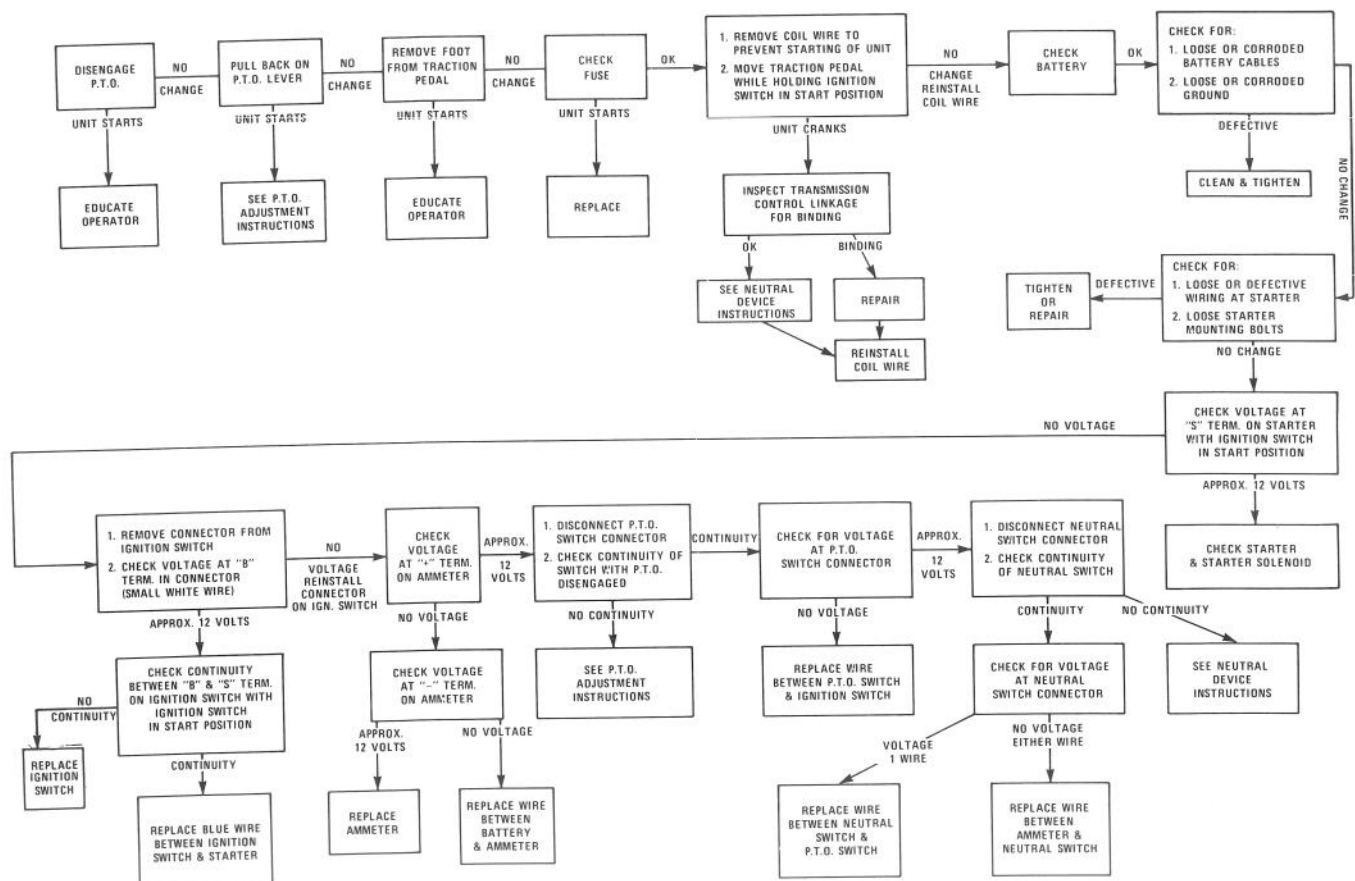 DISENGAGE
P.T.O.
NO
CHANGE
PULL BACK ON
P.T.O. LEVER
NO
CHANGE
REMOVE FOOT
FROM TRACTION
PEDAL
NO
CHANGE
CHECK
FUSE
OK
1. REMOVE COIL WIRE TO
PREVENT STARTING OF UNIT
2. MOVE TRACTION PEDAL
WHILE HOLDING IGNITION
SWITCH IN START POSITION
NO
CHANGE
REINSTALL
COIL WIRE
CHECK
BATTERY
OK
CHECK FOR:
1. LOOSE OR CORRODED
BATTERY CABLES
2. LOOSE OR CORRODED
GROUND
UNIT STARTS
UNIT STARTS
UNIT STARTS
UNIT STARTS
UNIT CRANKS
DEFECTIVE
NO CHANGE
EDUCATE
OPERATOR
SEE P.T.O.
ADJUSTMENT
INSTRUCTIONS
EDUCATE
OPERATOR
REPLACE
INSPECT TRANSMISSION
CONTROL LINKAGE
FOR BINDING
CLEAN & TIGHTEN
OK
BINDING
SEE NEUTRAL
DEVICE
INSTRUCTIONS
REPAIR
REINSTALL
COIL WIRE
TIGHTEN
OR
REPAIR
DEFECTIVE
CHECK FOR:
1. LOOSE OR DEFECTIVE
WIRING AT STARTER
2. LOOSE STARTER
MOUNTING BOLTS
NO CHANGE
NO VOLTAGE
CHECK VOLTAGE AT
"S" TERM. ON STARTER
WITH IGNITION SWITCH
IN START POSITION
APPROX. 12 VOLTS
CHECK STARTER
& STARTER SOLENOID
1. REMOVE CONNECTOR FROM
IGNITION SWITCH
2. CHECK VOLTAGE AT "B"
TERM. IN CONNECTOR
(SMALL WHITE WIRE)
NO
VOLTAGE
REINSTALL
CONNECTOR
ON IGN. SWITCH
CHECK
VOLTAGE
AT "+" TERM.
ON AMMETER
APPROX.
12
VOLTS
1. DISCONNECT P.T.O.
SWITCH CONNECTOR
2. CHECK CONTINUITY OF
SWITCH WITH P.T.O.
DISENGAGED
CONTINUITY
CHECK FOR VOLTAGE
AT P.T.O.
SWITCH CONNECTOR
APPROX.
12
VOLTS
1. DISCONNECT NEUTRAL
SWITCH CONNECTOR
2. CHECK CONTINUITY
OF NEUTRAL SWITCH
APPROX. 12 VOLTS
NO VOLTAGE
NO CONTINUITY
NO VOLTAGE
CONTINUITY
NO CONTINUITY
CHECK CONTINUITY
BETWEEN "B" & "S" TERM.
ON IGNITION SWITCH WITH
IGNITION SWITCH
IN START POSITION
CHECK VOLTAGE
AT "-" TERM.
ON AMMETER
SEE P.T.O.
ADJUSTMENT
INSTRUCTIONS
REPLACE WIRE
BETWEEN P.T.O. SWITCH
& IGNITION SWITCH
CHECK FOR VOLTAGE
AT NEUTRAL
SWITCH CONNECTOR
SEE NEUTRAL
DEVICE
INSTRUCTIONS
NO
CONTINUITY
REPLACE
IGNITION
SWITCH
CONTINUITY
APPROX.
12 VOLTS
NO VOLTAGE
VOLTAGE
1 WIRE
NO VOLTAGE
EITHER WIRE
REPLACE BLUE WIRE
BETWEEN IGNITION
SWITCH & STARTER
REPLACE
AMMETER
REPLACE WIRE
BETWEEN
BATTERY
& AMMETER
REPLACE WIRE
BETWEEN NEUTRAL
SWITCH &
P.T.O. SWITCH
REPLACE WIRE
BETWEEN
AMMETER &
NEUTRAL SWITCH